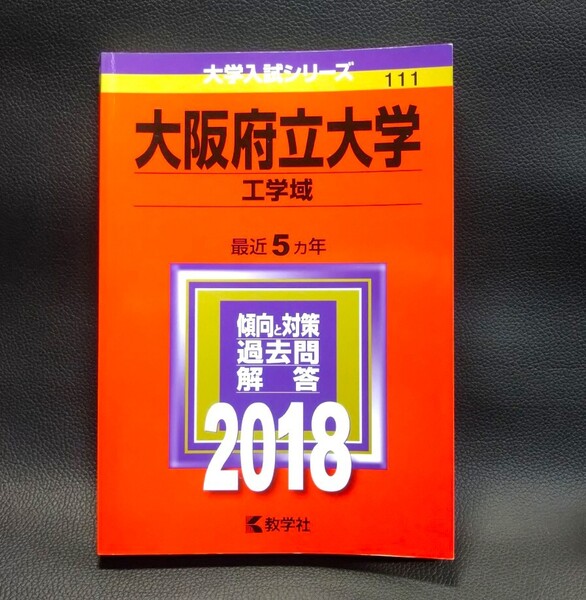 大学入試シリーズ
111
大阪府立大学
工学域
最近5ヵ年
傾向と対策
過去問
解答
2018
教学社